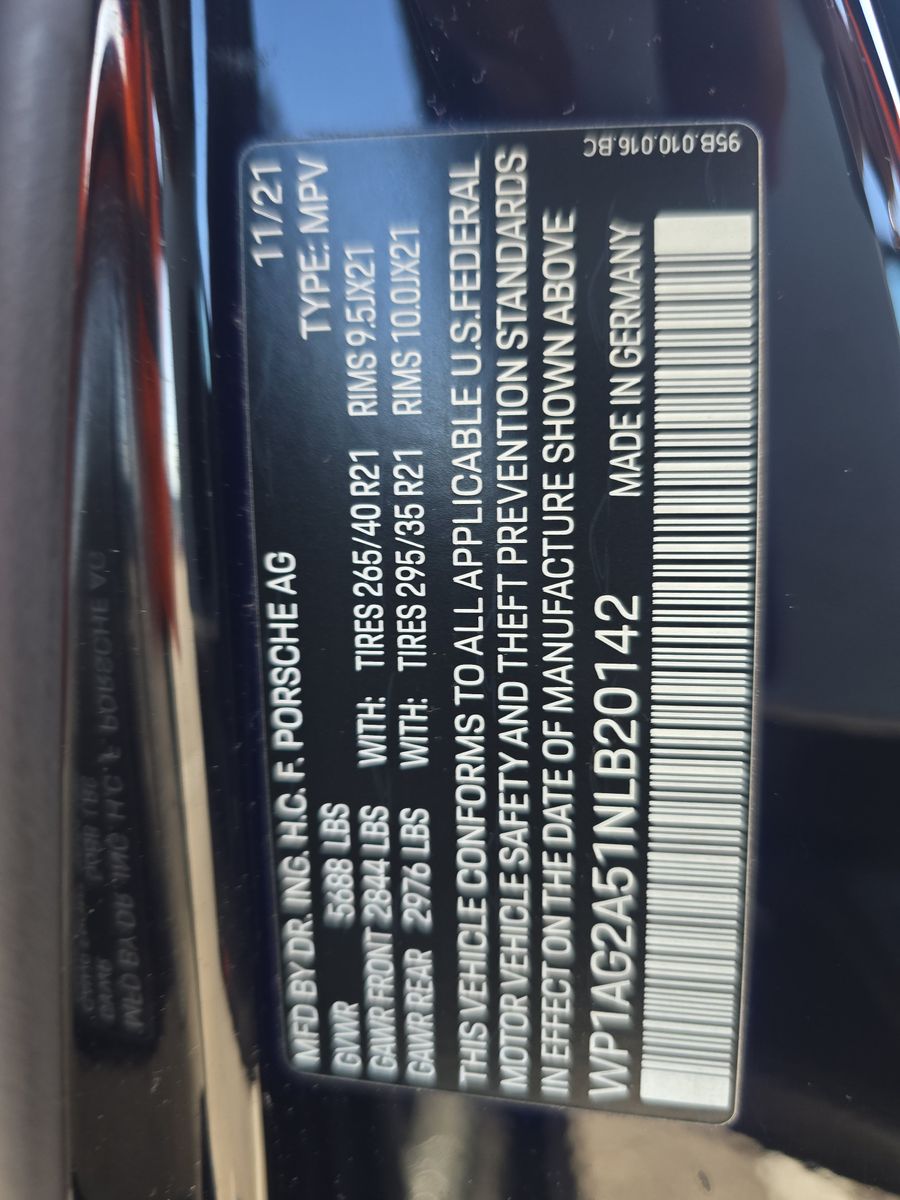 11/21
MFD BY DR. ING. H.C. F. PORSCHE AG
TYPE: MPV
GVWR 5688 LBS
GAWR FRONT 2844 LBS WITH: TIRES 265/40 R21 RIMS 9.5JX21
GAWR REAR 2976 LBS WITH: TIRES 295/35 R21 RIMS 10.0JX21
THIS VEHICLE CONFORMS TO ALL APPLICABLE U.S.FEDERAL
MOTOR VEHICLE SAFETY AND THEFT PREVENTION STANDARDS
IN EFFECT ON THE DATE OF MANUFACTURE SHOWN ABOVE
WP1AG2A51NLB20142 MADE IN GERMANY
95B.010.016.BC